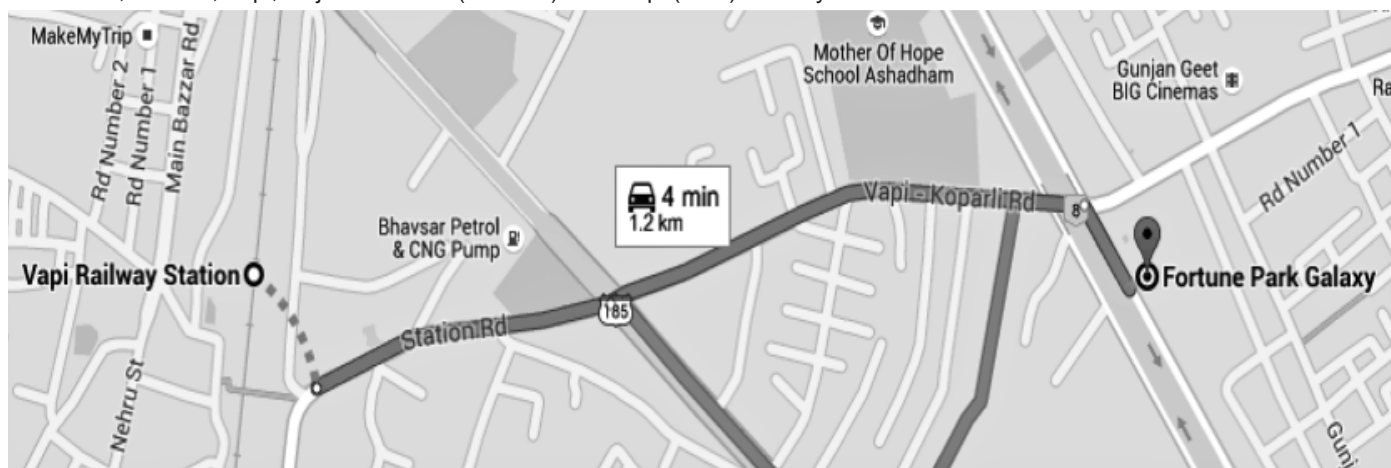 MakeMyTrip
Rd Number 2
Rd Number 1
Main Bazzar Rd
Mother Of Hope
School Ashadham
Gunjan Geet
BIG Cinemas
Ra
Rd Number 1
4 min
1.2 km
Vapi - Koparli Rd
8
Bhavsar Petrol
& CNG Pump
Vapi Railway Station
Fortune Park Galaxy
185
Station Rd
Nehru St
Gunj